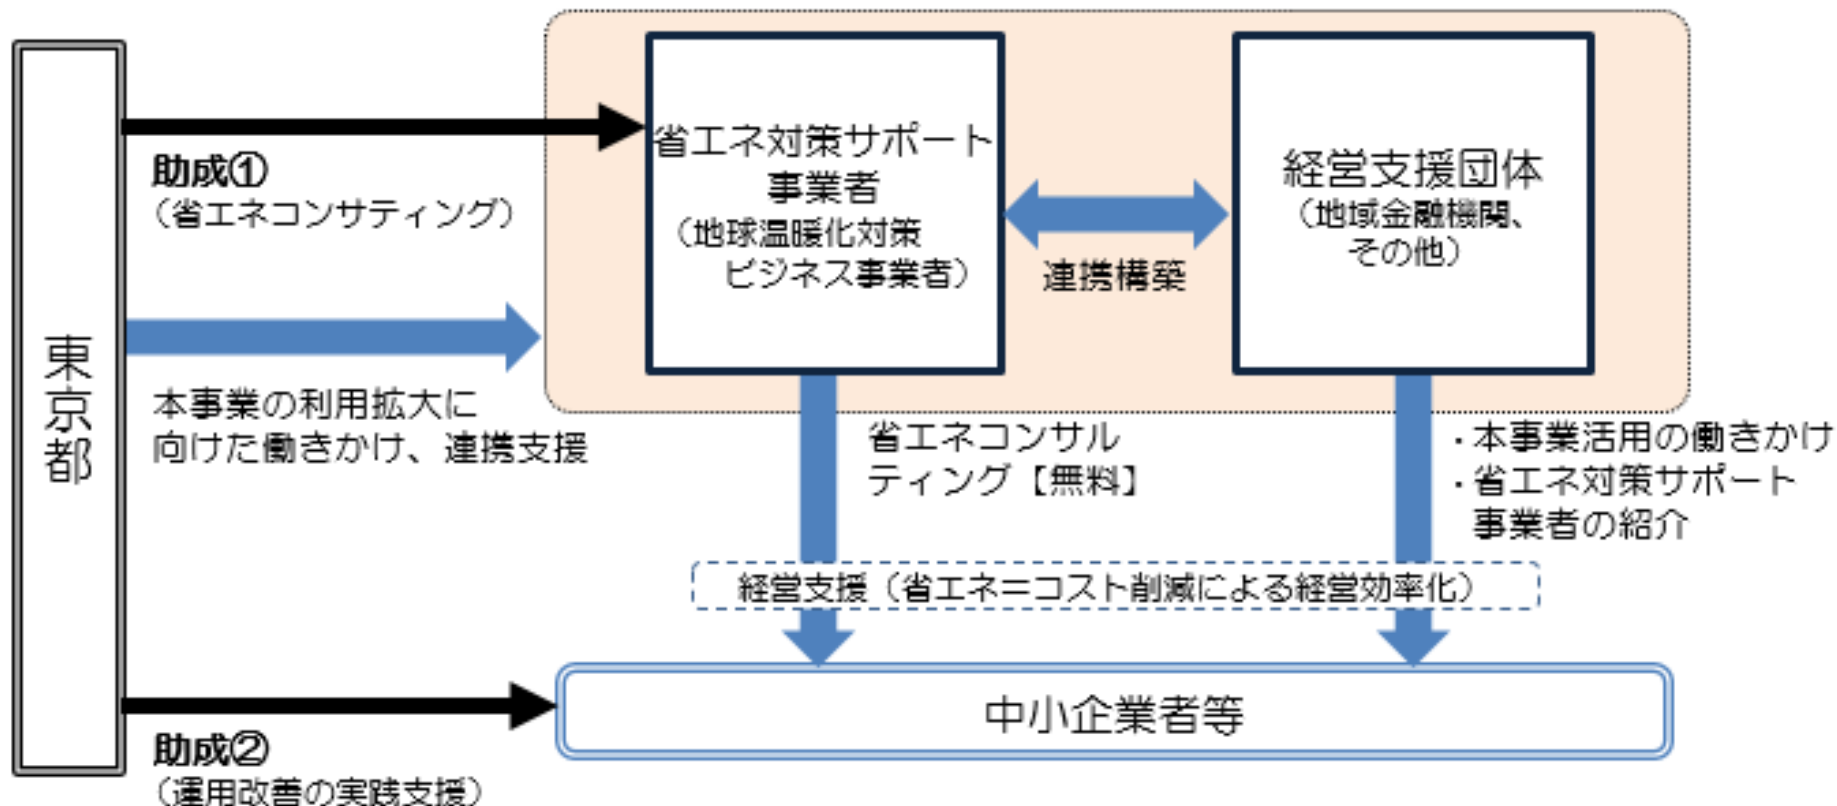 東京都
助成①
（省エネコンサティング）
本事業の利用拡大に
向けた働きかけ、連携支援
助成②
（運用改善の実践支援）
省エネ対策サポート
事業者
（地球温暖化対策
ビジネス事業者）
連携構築
経営支援団体
（地域金融機関、
その他）
省エネコンサル
ティング【無料】
・本事業活用の働きかけ
・省エネ対策サポート
事業者の紹介
経営支援（省エネ＝コスト削減による経営効率化）
中小企業者等